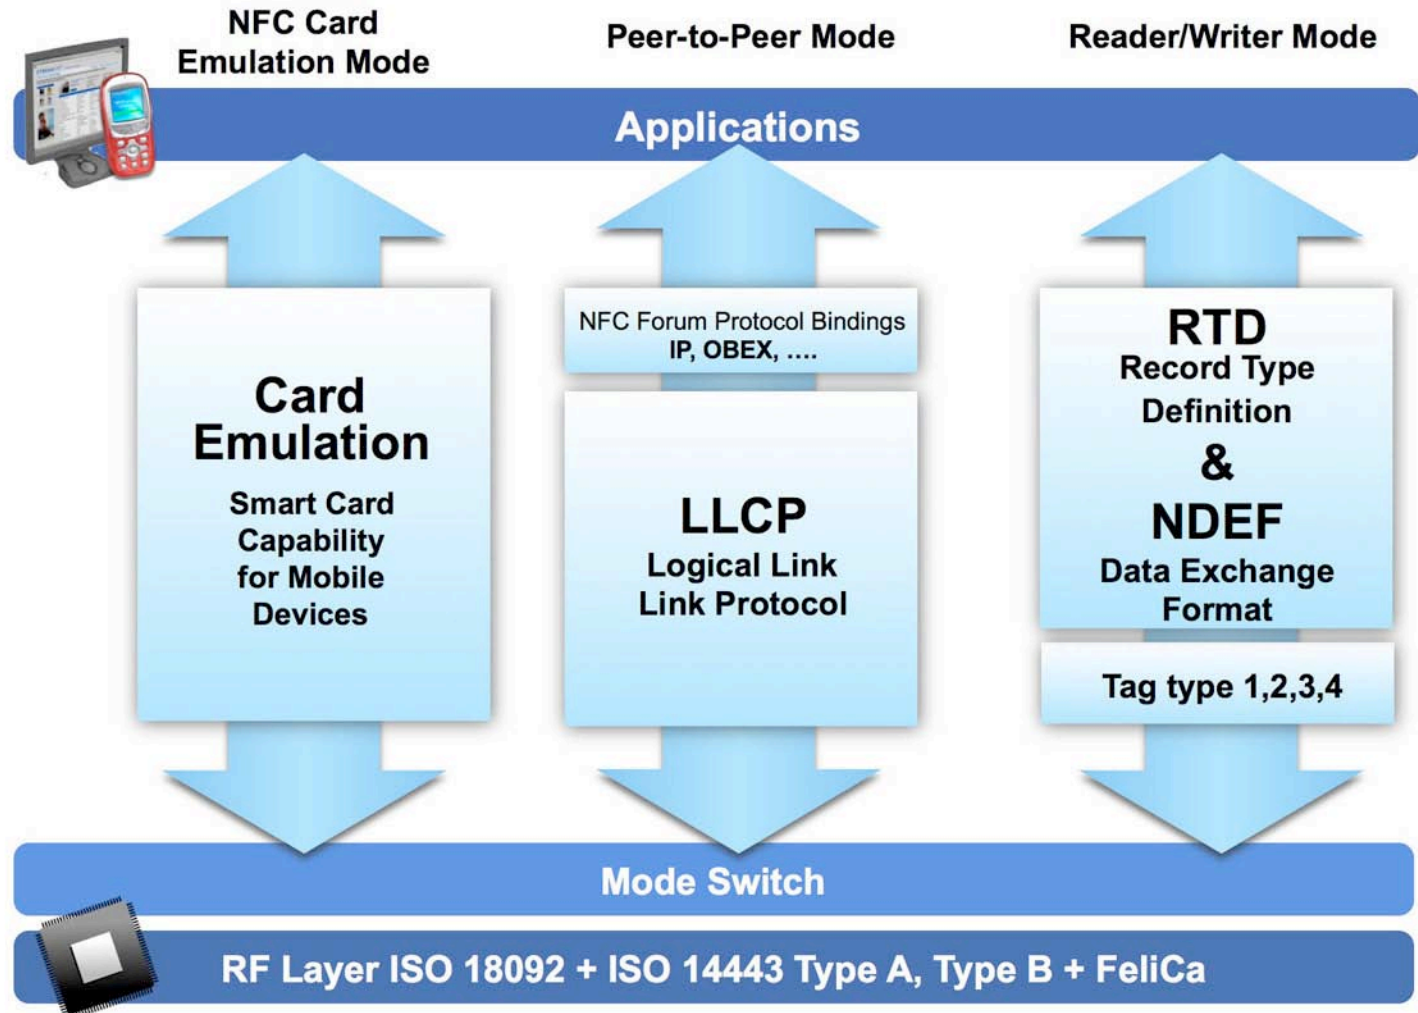 NFC Card
Emulation Mode
Peer-to-Peer Mode
Reader/Writer Mode
Applications
Card
Emulation
Smart Card
Capability
for Mobile
Devices
NFC Forum Protocol Bindings
IP, OBEX, ....
LLCP
Logical Link
Link Protocol
RTD
Record Type
Definition
&
NDEF
Data Exchange
Format
Tag type 1,2,3,4
Mode Switch
RF Layer ISO 18092 + ISO 14443 Type A, Type B + FeliCa